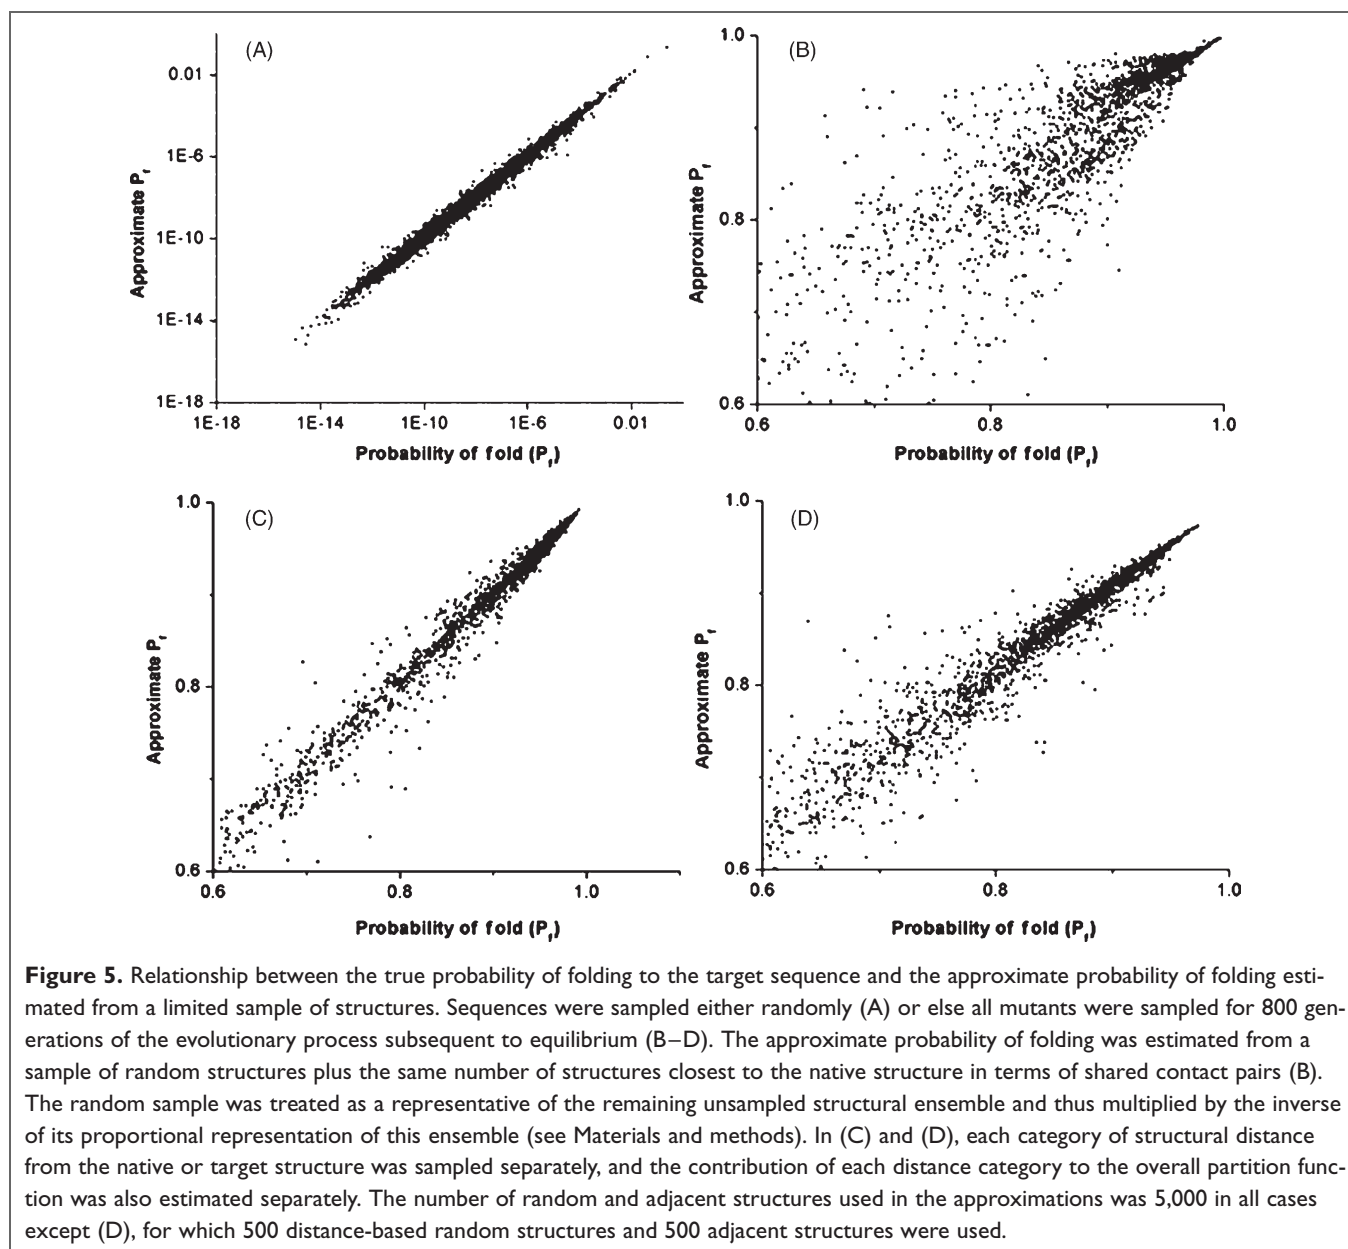 (A)
0.01
1E-6
1E-10
1E-14
1E-18
Approximate Pf
1E-18 1E-14 1E-10 1E-6 0.01
Probability of fold (Pf)
(B)
1.0
0.8
0.6
Approximate Pf
0.6 0.8 1.0
Probability of fold (Pf)
(C)
1.0
0.8
0.6
Approximate Pf
0.6 0.8 1.0
Probability of fold (Pf)
(D)
1.0
0.8
0.6
Approximate Pf
0.6 0.8 1.0
Probability of fold (Pf)
Figure 5. Relationship between the true probability of folding to the target sequence and the approximate probability of folding esti-
mated from a limited sample of structures. Sequences were sampled either randomly (A) or else all mutants were sampled for 800 gen-
erations of the evolutionary process subsequent to equilibrium (B–D). The approximate probability of folding was estimated from a
sample of random structures plus the same number of structures closest to the native structure in terms of shared contact pairs (B).
The random sample was treated as a representative of the remaining unsampled structural ensemble and thus multiplied by the inverse
of its proportional representation of this ensemble (see Materials and methods). In (C) and (D), each category of structural distance
from the native or target structure was sampled separately, and the contribution of each distance category to the overall partition func-
tion was also estimated separately. The number of random and adjacent structures used in the approximations was 5,000 in all cases
except (D), for which 500 distance-based random structures and 500 adjacent structures were used.